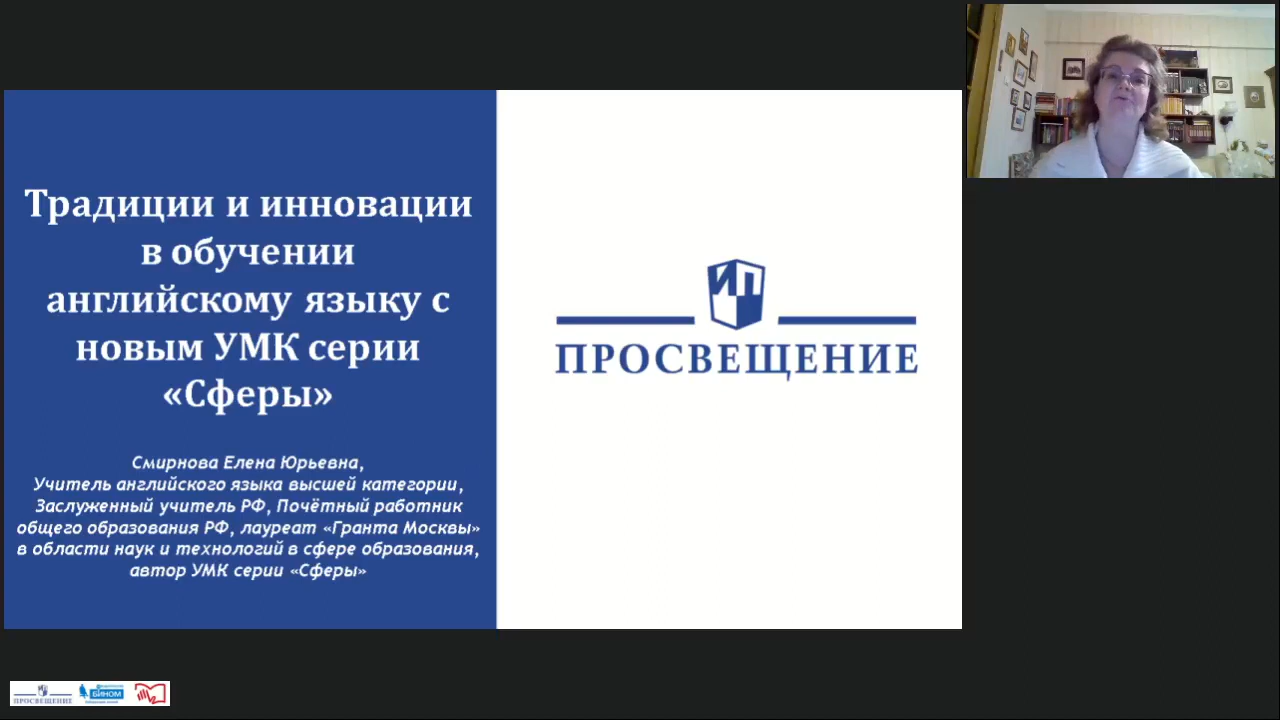 Традиции и инновации
в обучении
английскому языку с
новым УМК серии
«Сферы»
Смирнова Елена Юрьевна,
Учитель английского языка высшей категории,
Заслуженный учитель РФ, Почётный работник
общего образования РФ, лауреат «Гранта Москвы»
в области наук и технологий в сфере образования,
автор УМК серии «Сферы»
ИП
ПРОСВЕЩЕНИЕ
ПРОСВЕЩЕНИЕ
БИНОМ